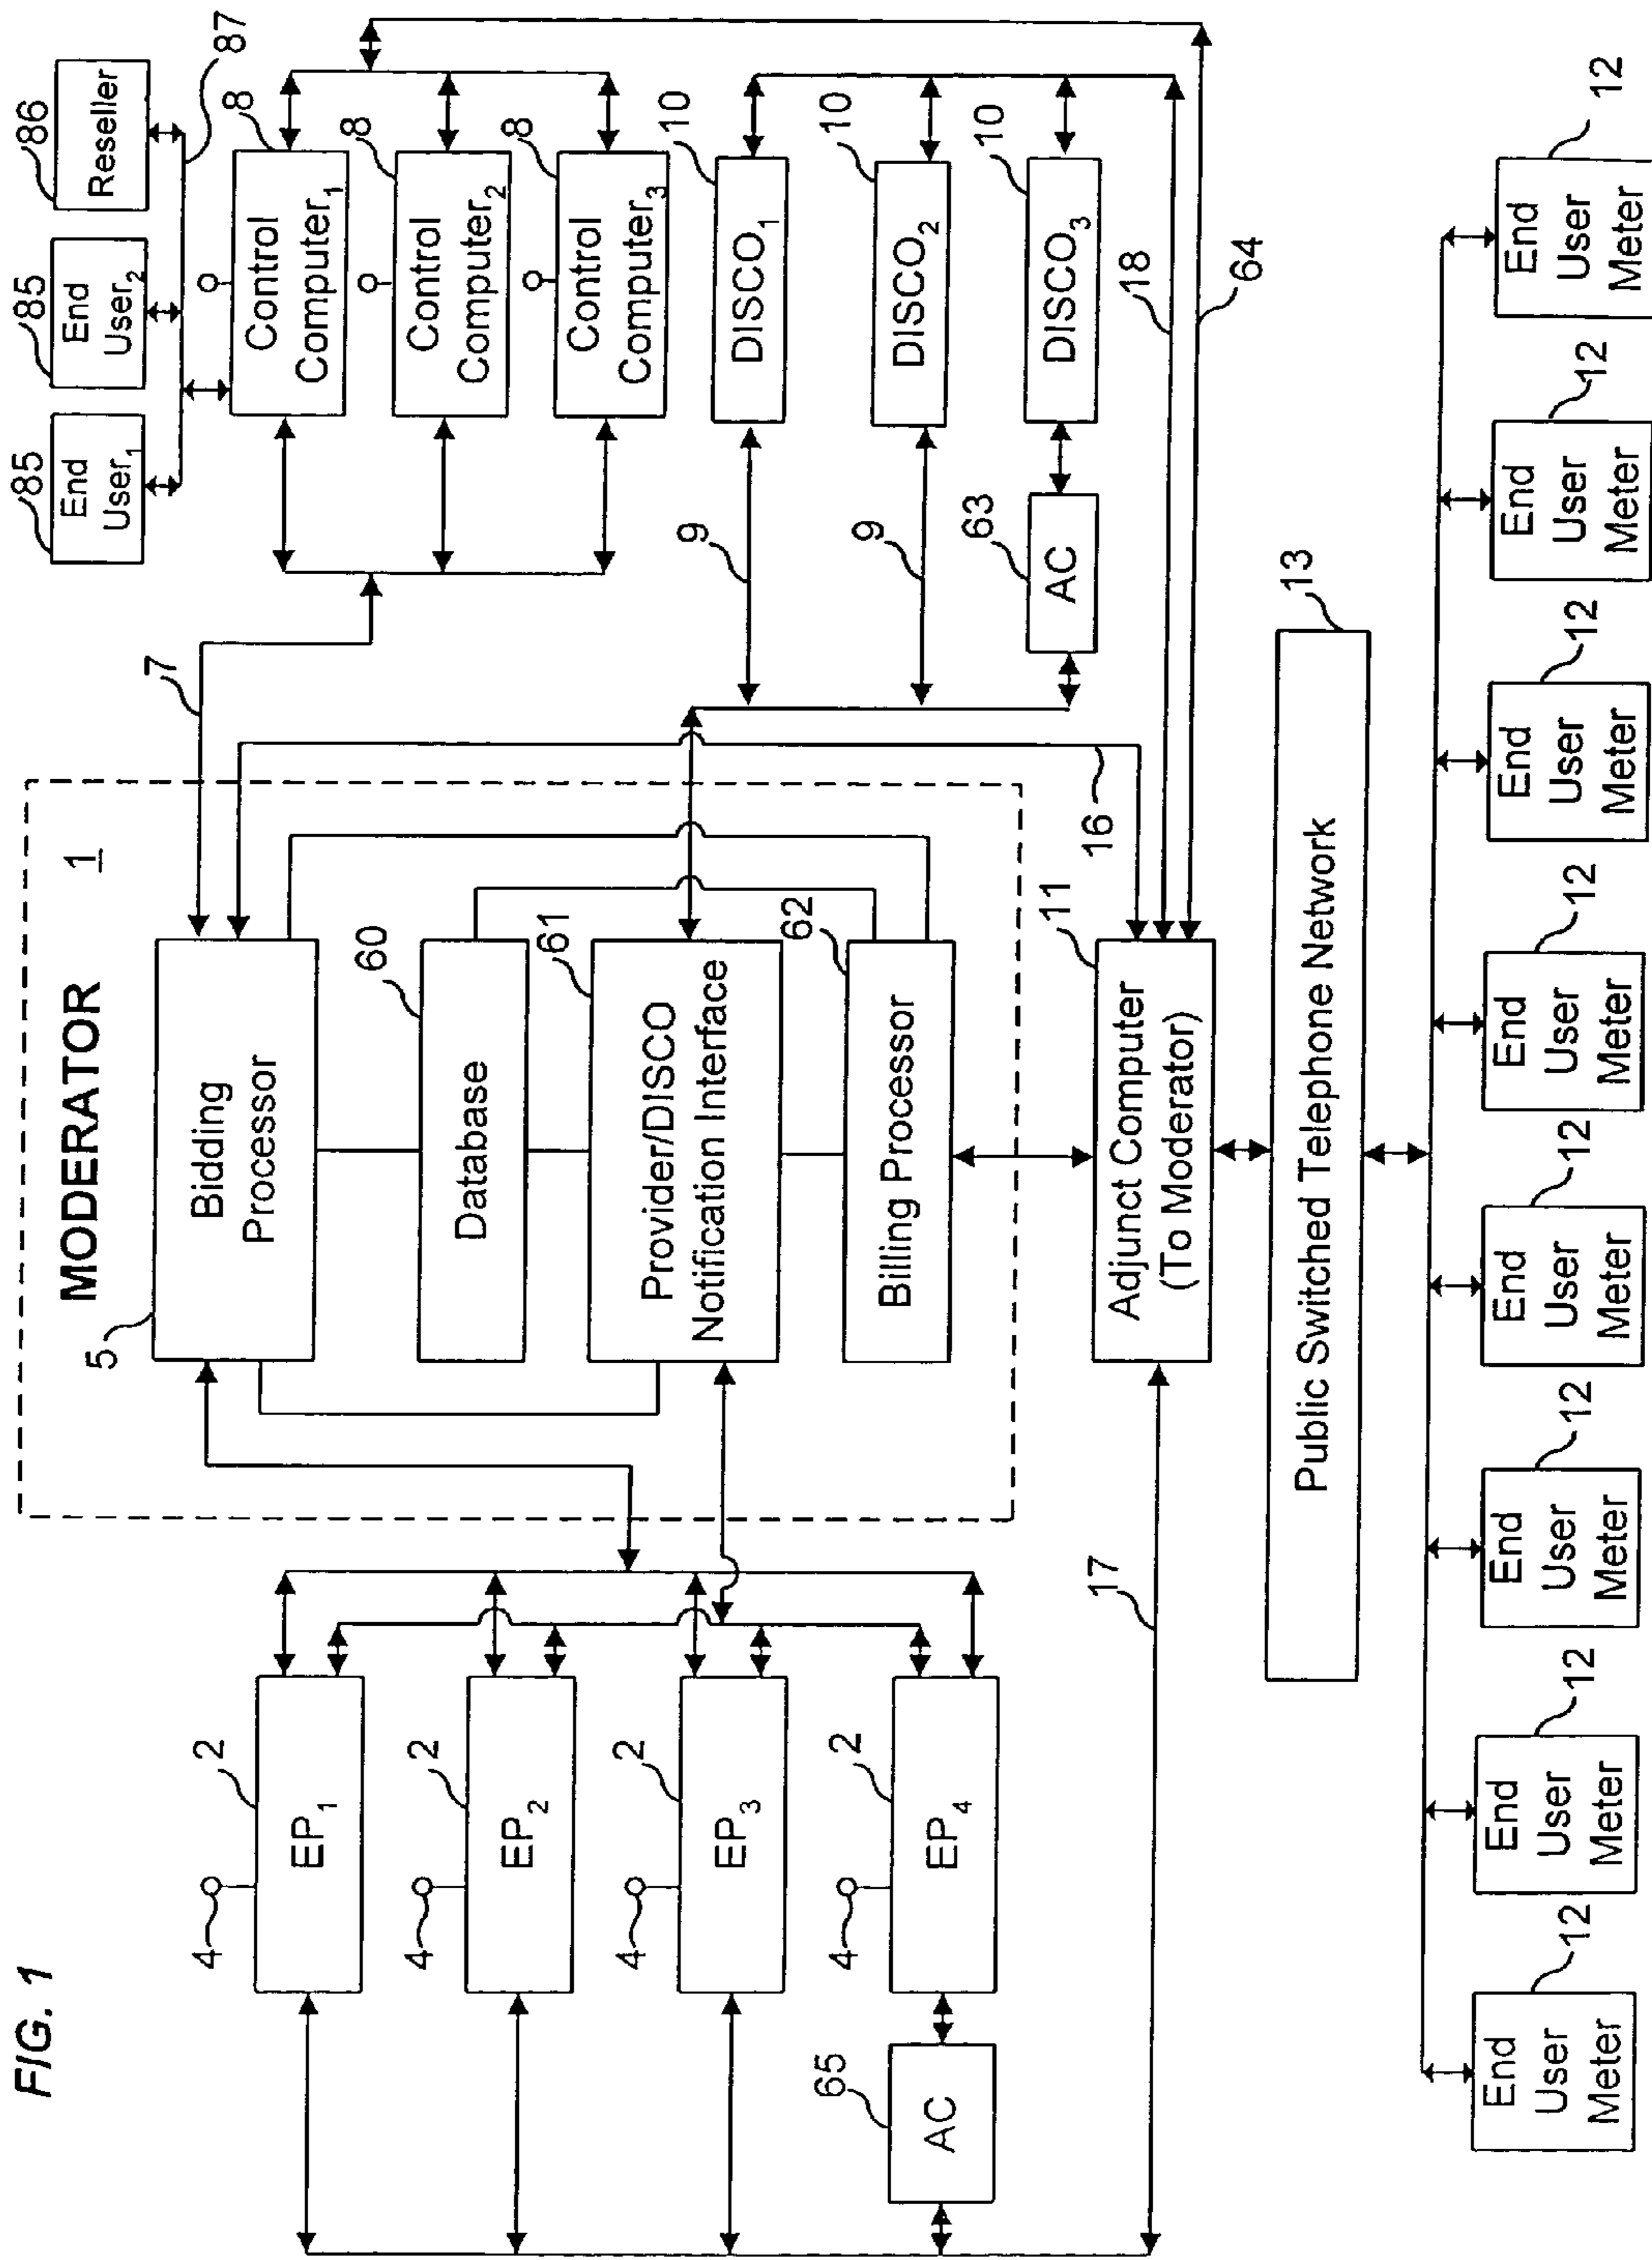 FIG. 1
MODERATOR
1
5
Bidding
Processor
60
Database
61
Provider/DISCO
Notification Interface
62
Billing Processor
4
2
EP1
4
2
EP2
4
2
EP3
4
2
EP4
65
AC
17
7
16
11
Adjunct Computer
(To Moderator)
85
End
User1
85
End
User2
86
Reseller
87
8
Control
Computer1
8
Control
Computer2
8
Control
Computer3
9
10
DISCO1
9
10
DISCO2
63
AC
10
DISCO3
18
64
13
Public Switched Telephone Network
12
End
User
Meter
12
End
User
Meter
12
End
User
Meter
12
End
User
Meter
12
End
User
Meter
12
End
User
Meter
12
End
User
Meter
12
End
User
Meter